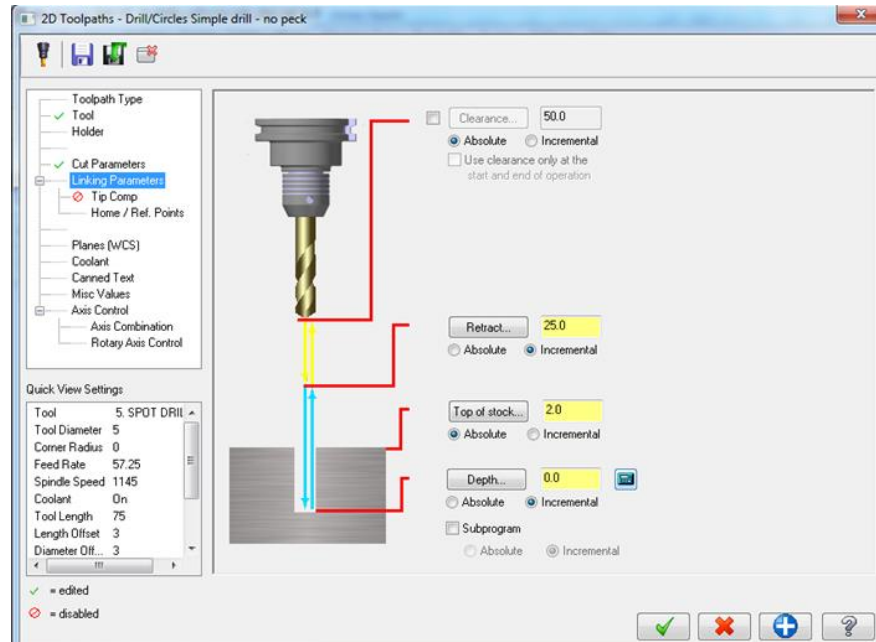 2D Toolpaths - Drill/Circles Simple drill - no peck
Toolpath Type
Tool
Holder
Cut Parameters
Linking Parameters
Tip Comp
Home / Ref. Points
Planes (WCS)
Coolant
Canned Text
Misc Values
Axis Control
Axis Combination
Rotary Axis Control
Quick View Settings
Tool 5. SPOT DRIL
Tool Diameter 5
Corner Radius 0
Feed Rate 57.25
Spindle Speed 1145
Coolant On
Tool Length 75
Length Offset 3
Diameter Off... 3
= edited
= disabled
Clearance... 50.0
Absolute Incremental
Use clearance only at the
start and end of operation
Retract... 25.0
Absolute Incremental
Top of stock... 2.0
Absolute Incremental
Depth... 0.0
Absolute Incremental
Subprogram
Absolute Incremental